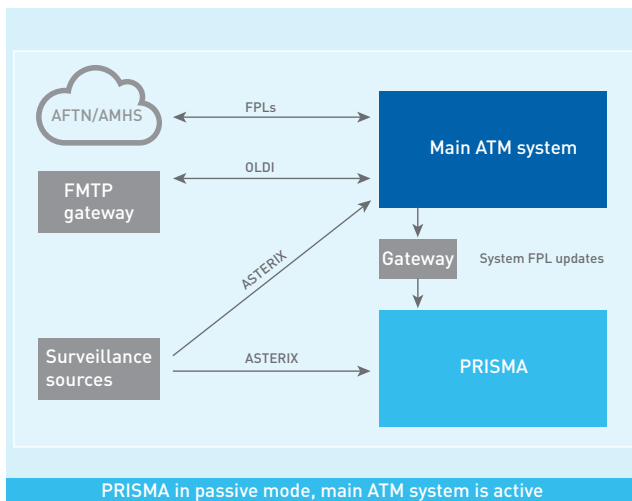 AFTN/AMHS
FPLs
Main ATM system
FMTP
gateway
OLDI
ASTERIX
Gateway
System FPL updates
Surveillance
sources
ASTERIX
PRISMA
PRISMA in passive mode, main ATM system is active